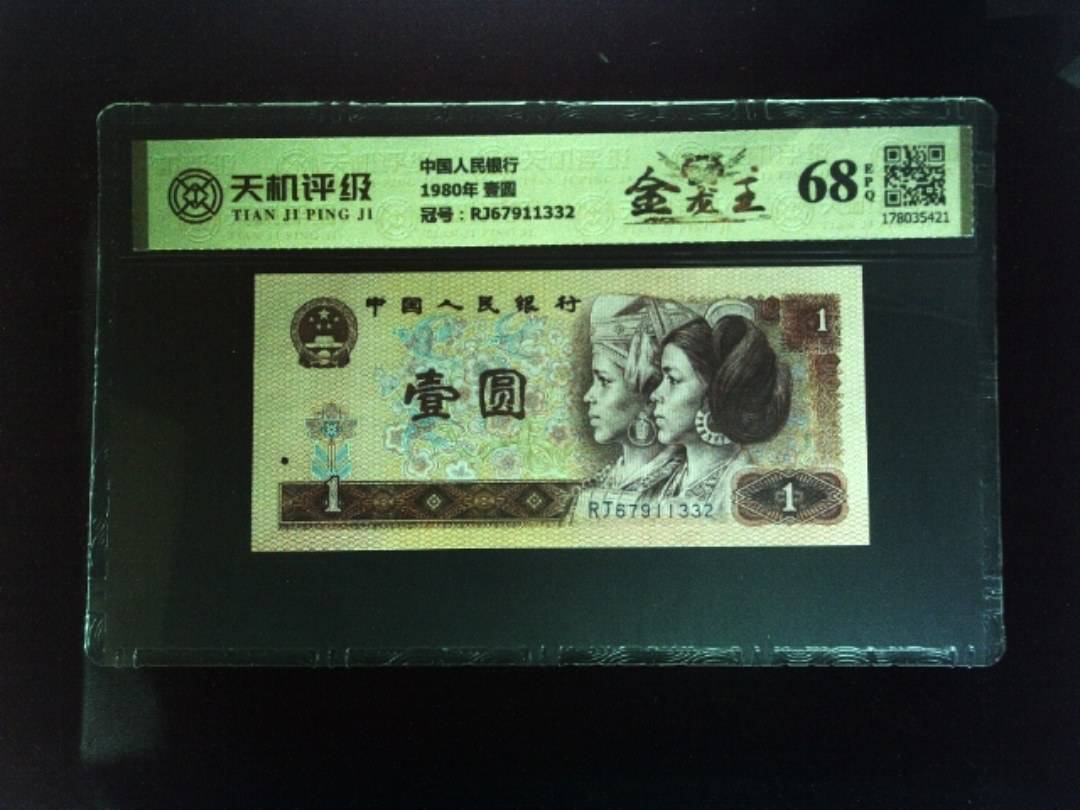 天机评级
TIAN JI PING JI
中国人民银行
1980年 壹圆
冠号：RJ67911332
金龙王
68
EPQ
178035421
中国人民银行
1
壹圆
1
RJ67911332
1